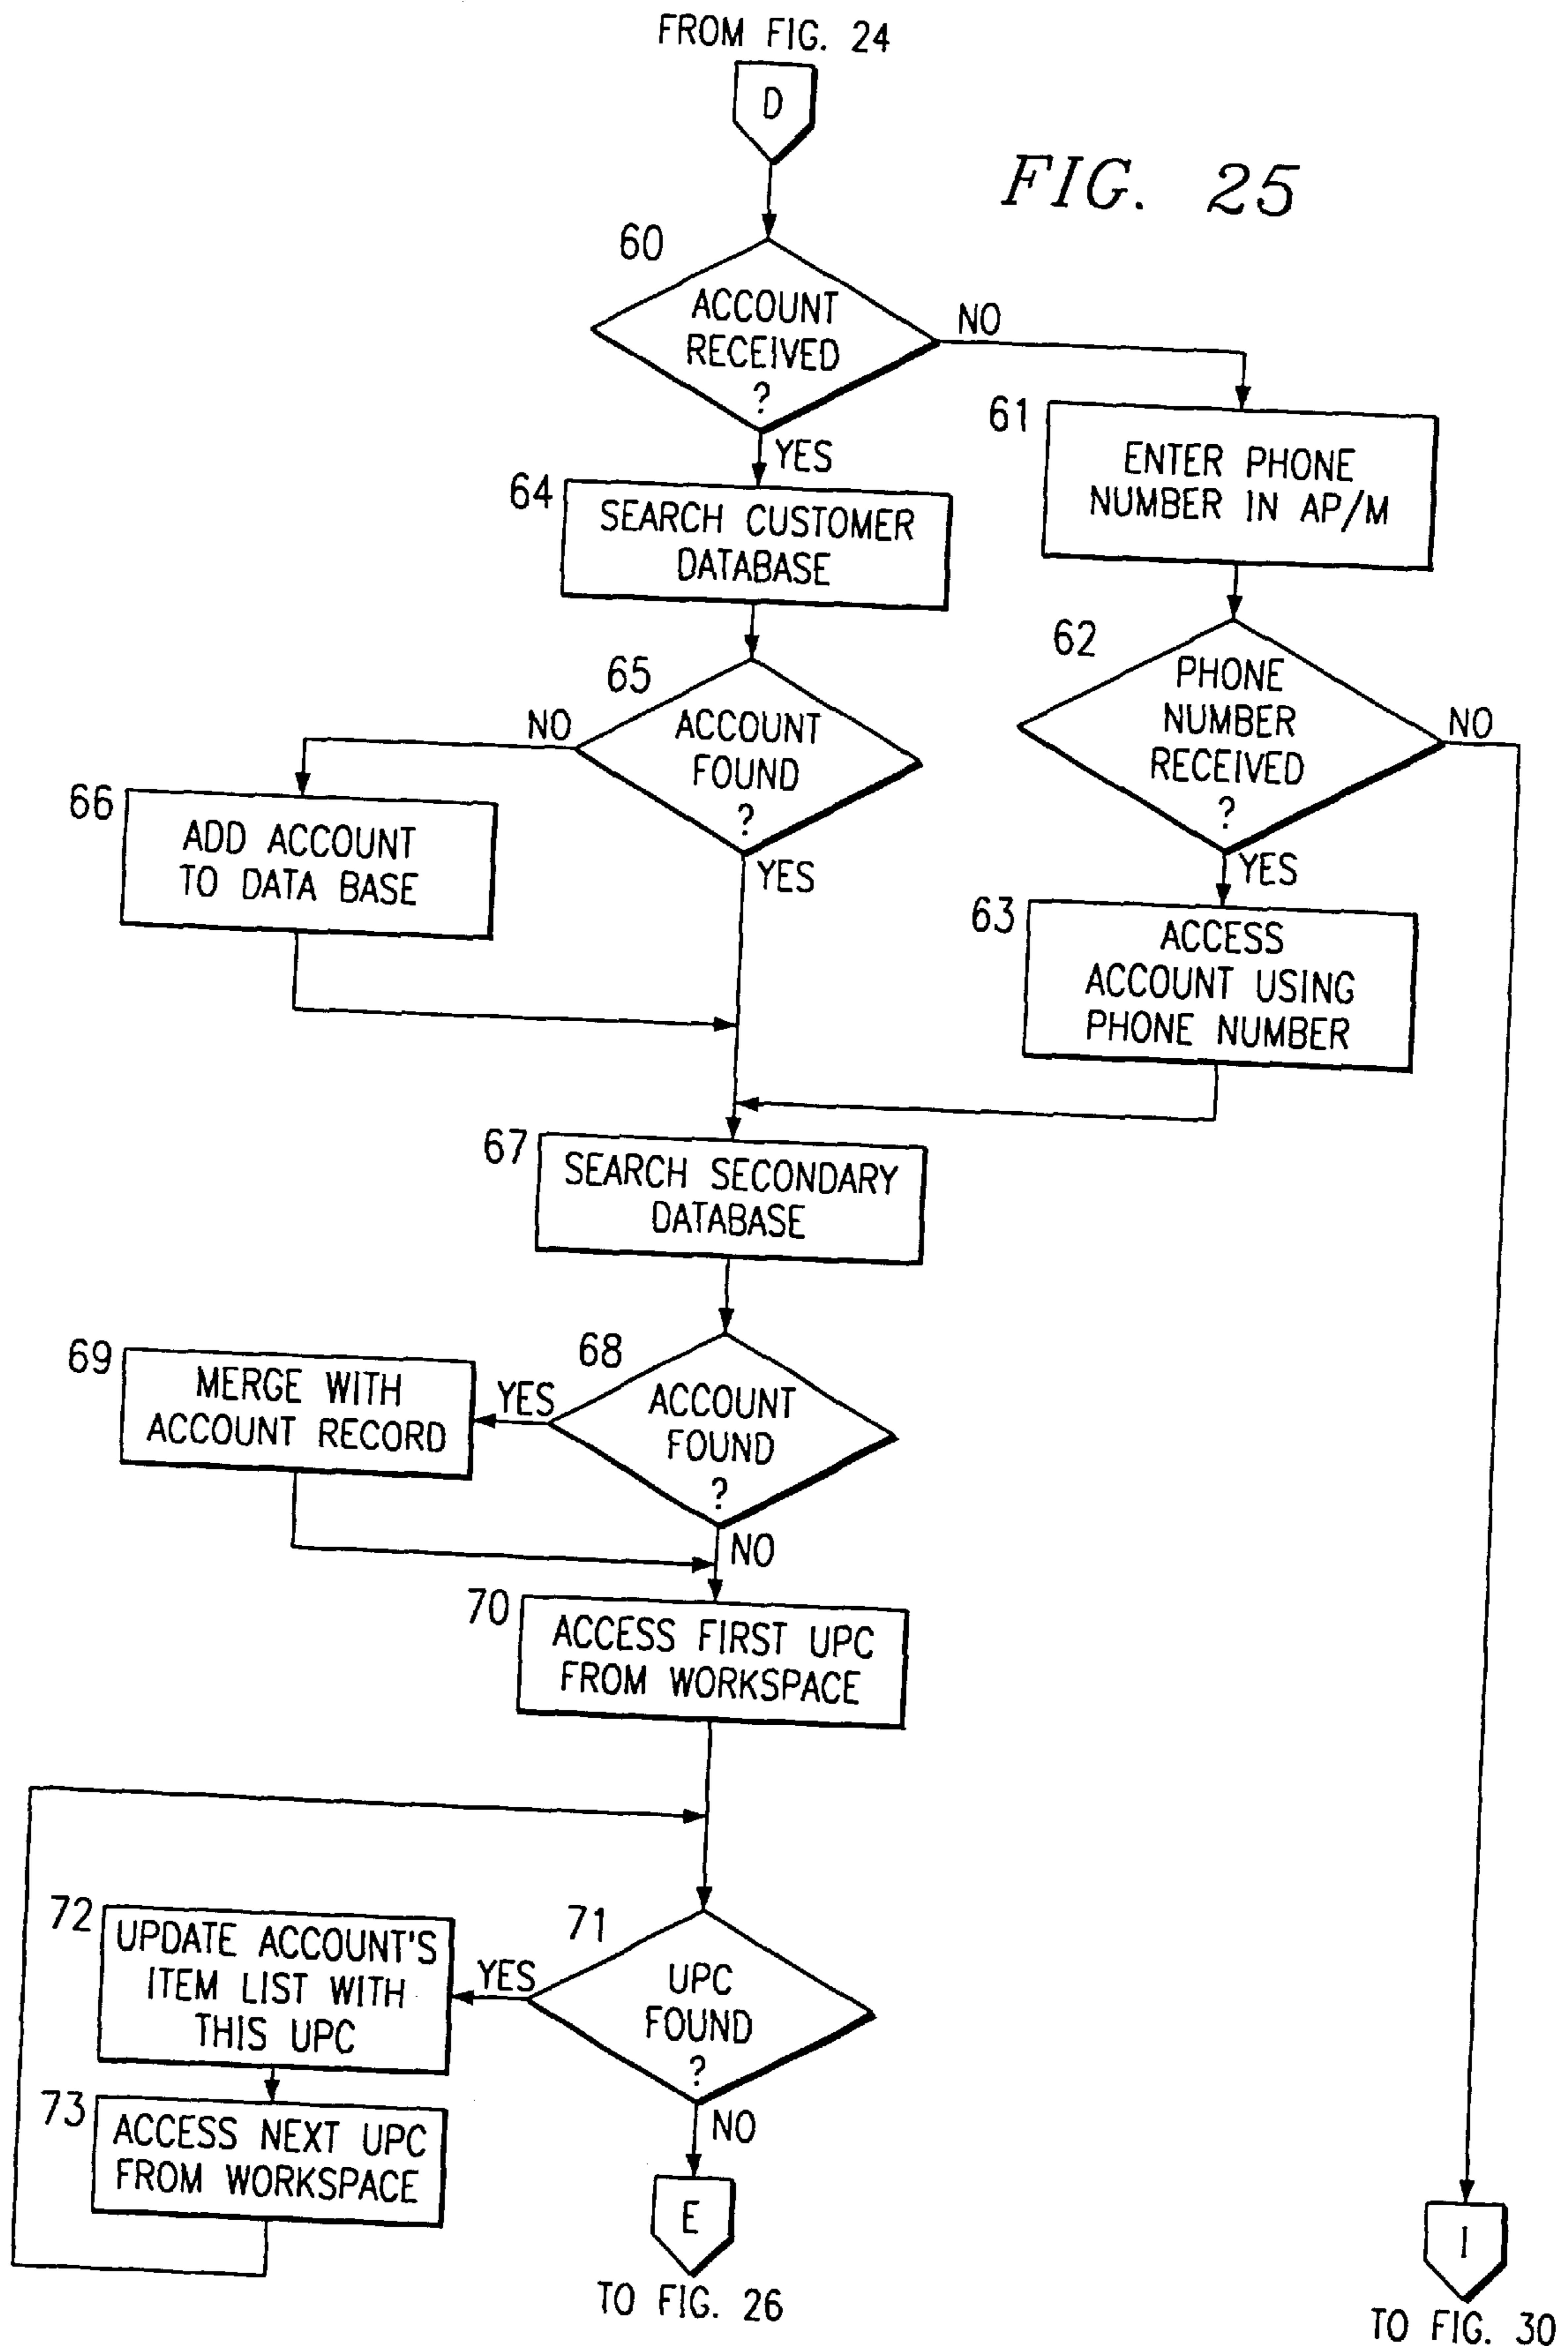 FROM FIG. 24
D
FIG. 25
60
ACCOUNT
RECEIVED
?
NO
YES
61
ENTER PHONE
NUMBER IN AP/M
64
SEARCH CUSTOMER
DATABASE
62
PHONE
NUMBER
RECEIVED
?
NO
YES
65
ACCOUNT
FOUND
?
NO
YES
66
ADD ACCOUNT
TO DATA BASE
63
ACCESS
ACCOUNT USING
PHONE NUMBER
67
SEARCH SECONDARY
DATABASE
68
ACCOUNT
FOUND
?
YES
NO
69
MERGE WITH
ACCOUNT RECORD
70
ACCESS FIRST UPC
FROM WORKSPACE
71
UPC
FOUND
?
YES
NO
72
UPDATE ACCOUNT'S
ITEM LIST WITH
THIS UPC
73
ACCESS NEXT UPC
FROM WORKSPACE
E
TO FIG. 26
I
TO FIG. 30